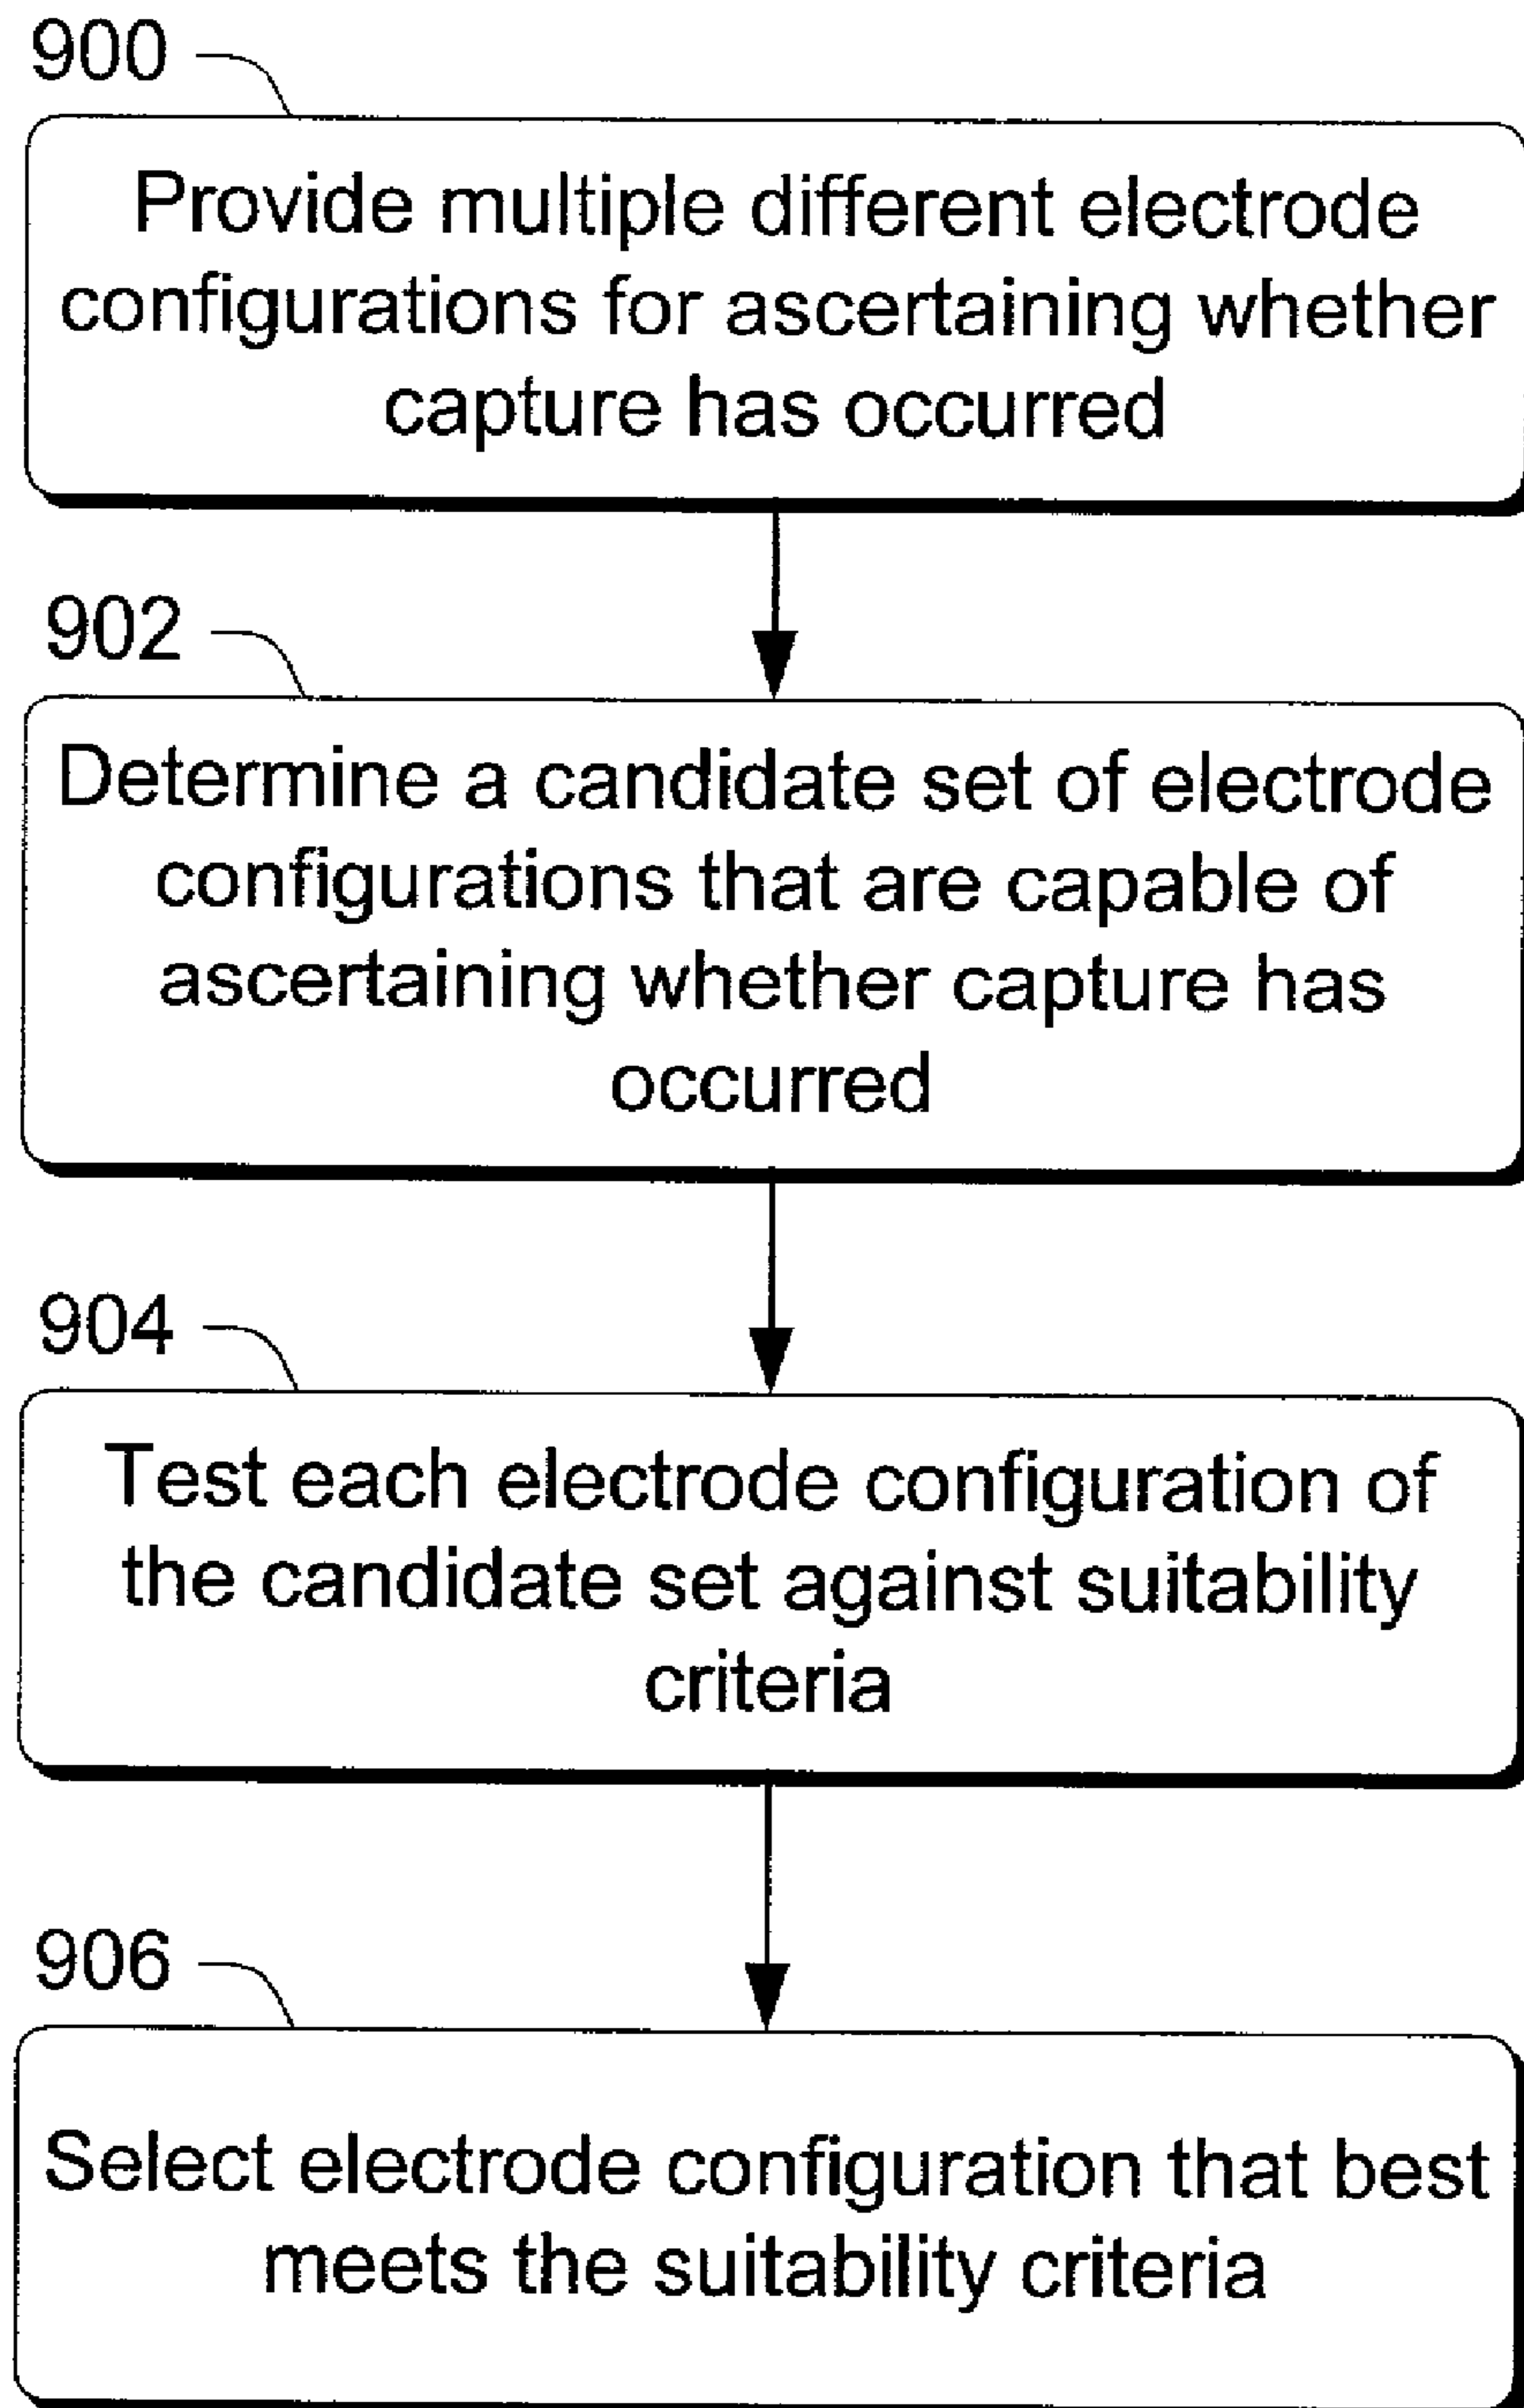 900
Provide multiple different electrode
configurations for ascertaining whether
capture has occurred
902
Determine a candidate set of electrode
configurations that are capable of
ascertaining whether capture has
occurred
904
Test each electrode configuration of
the candidate set against suitability
criteria
906
Select electrode configuration that best
meets the suitability criteria